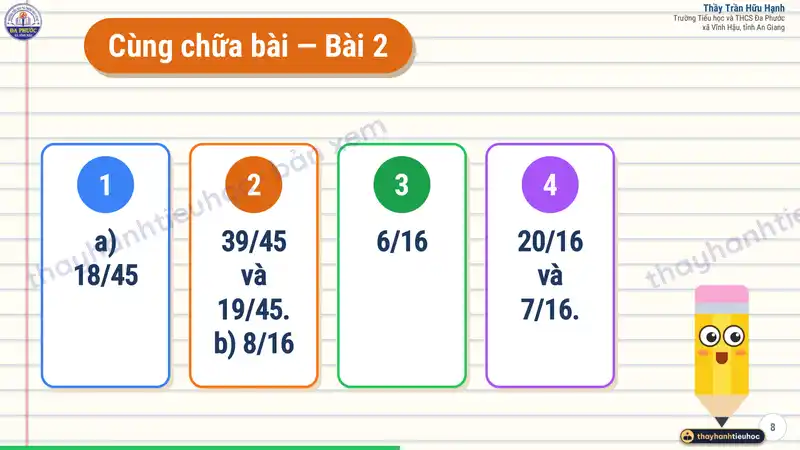 ĐA PHƯỚC
Thầy Trần Hữu Hạnh
Trường Tiểu học và THCS Đa Phước
xã Vĩnh Hậu, tỉnh An Giang
Cùng chữa bài – Bài 2
1
a)
18/45
2
39/45
và
19/45.
b) 8/16
3
6/16
4
20/16
và
7/16.
thayhanhtieuhoc
8